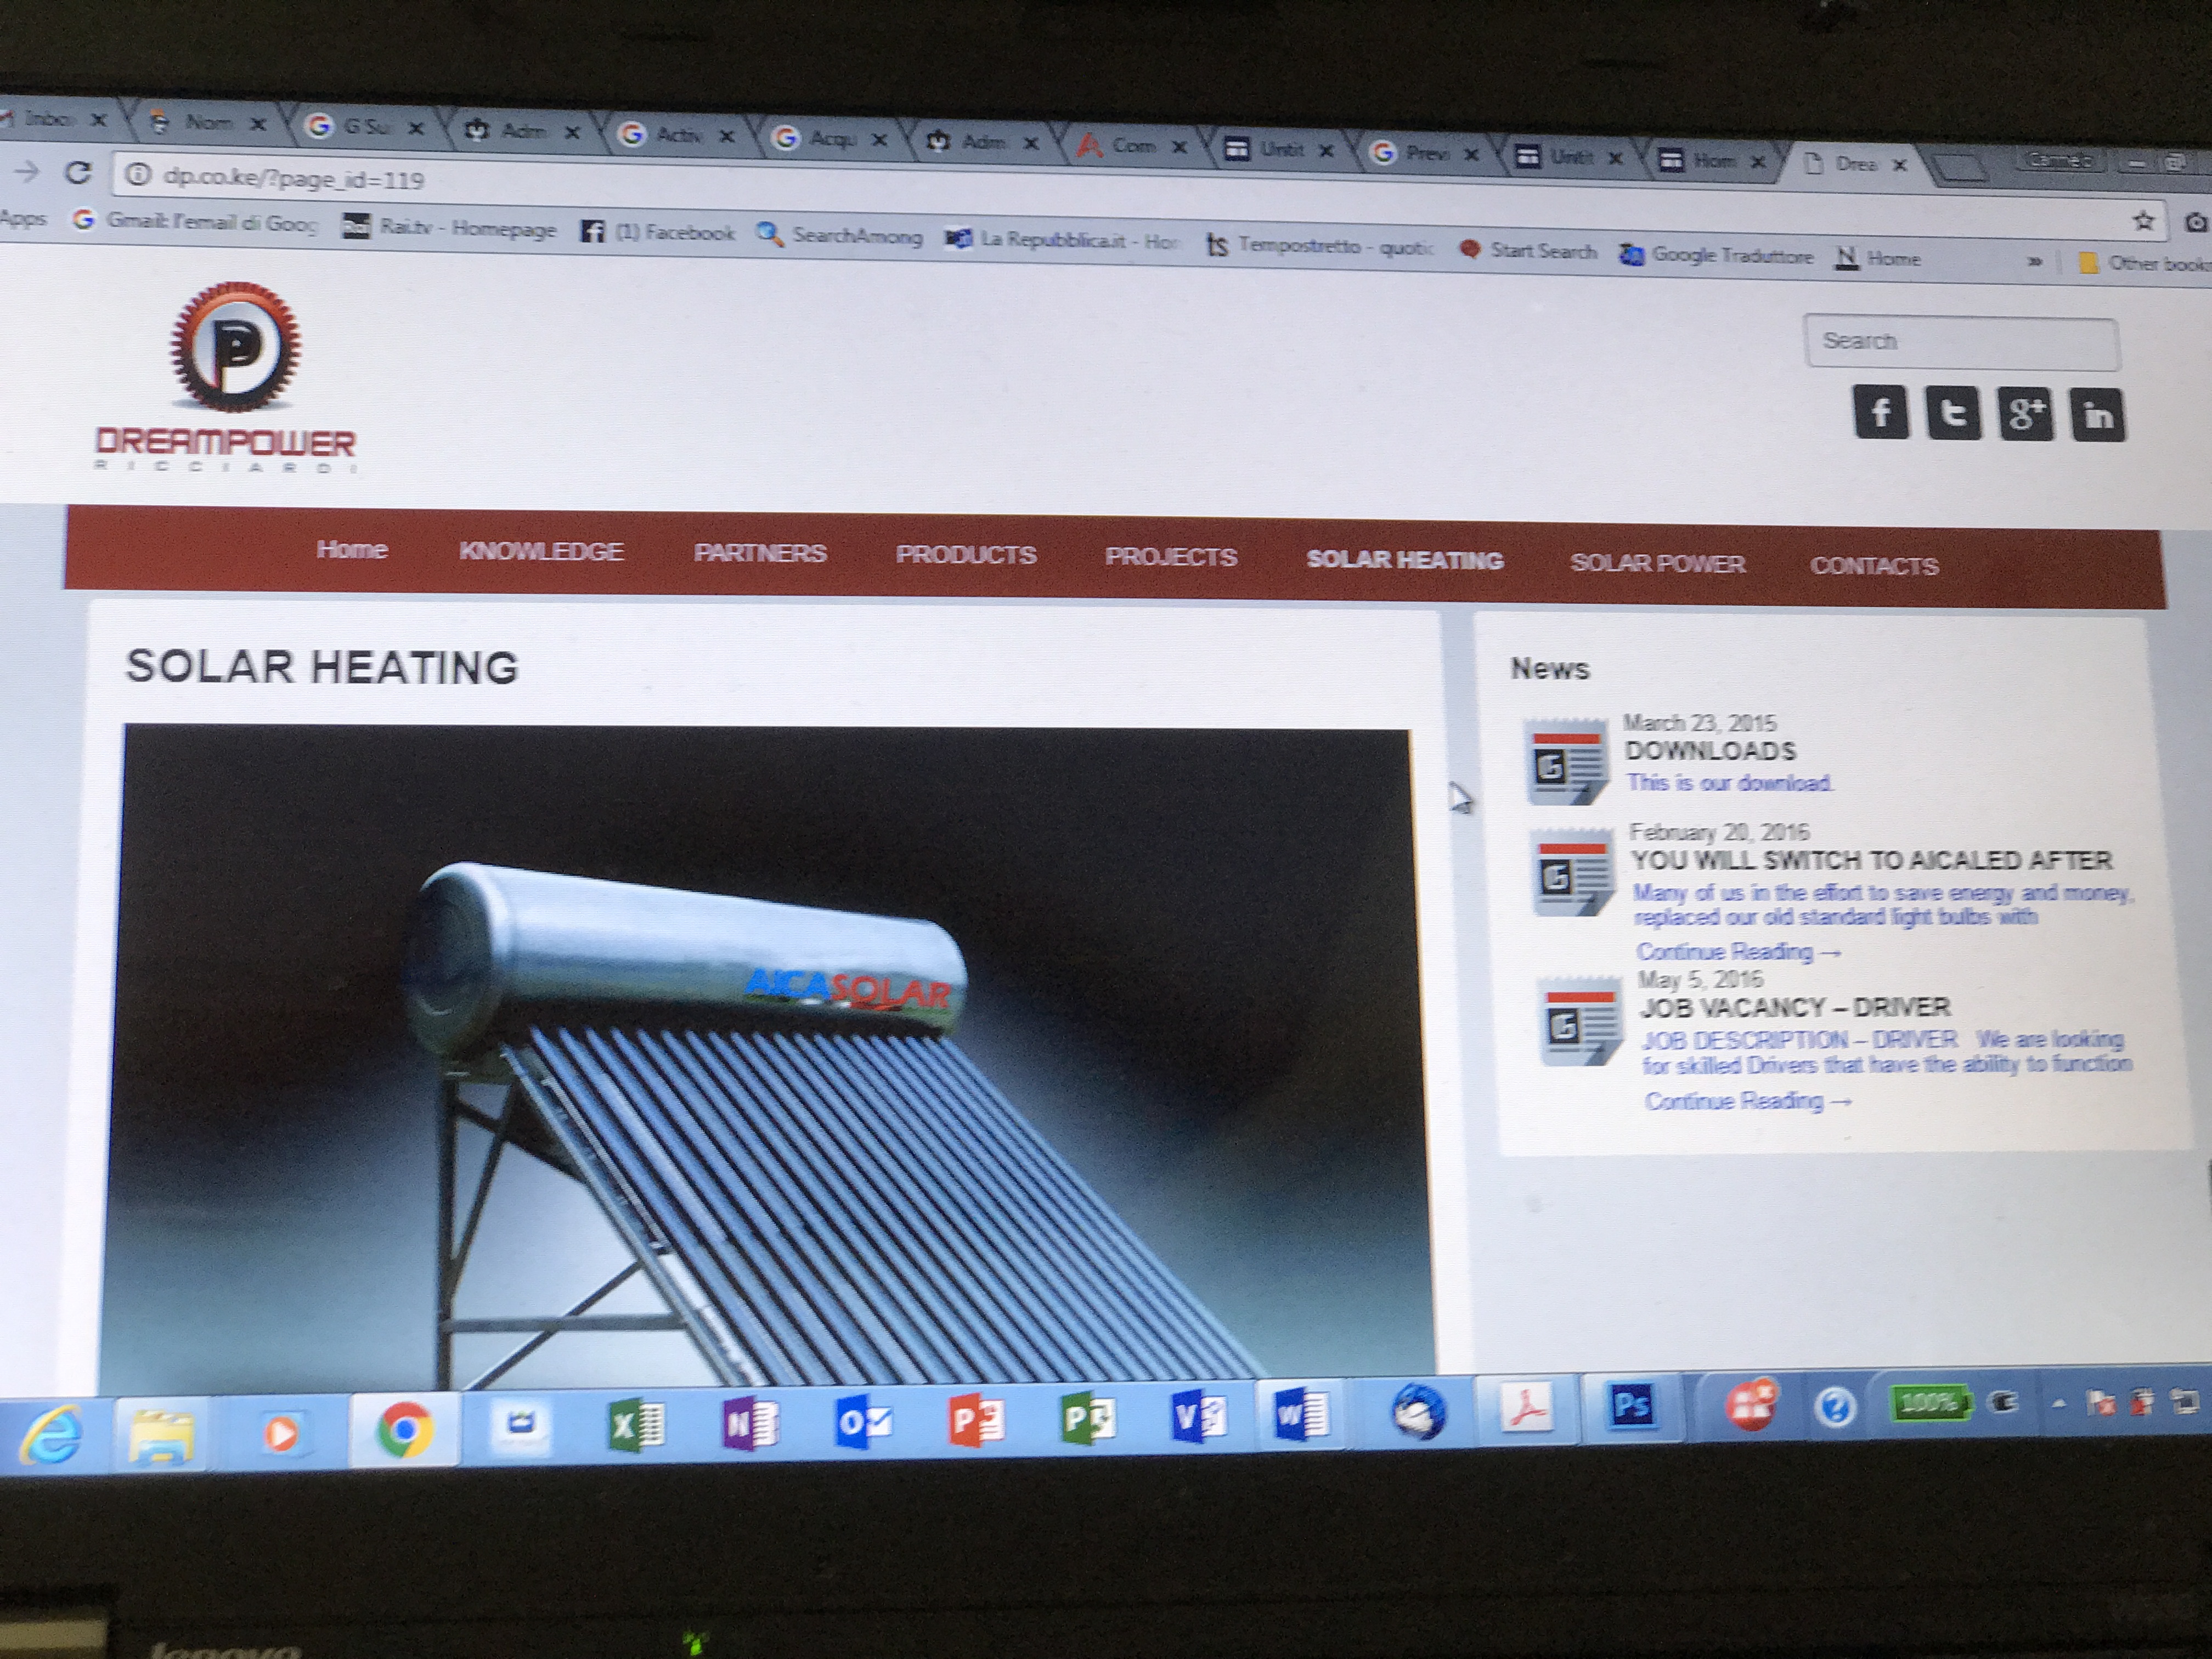 Inbo
Nom
G Su
Adm
Activ
Acqu
Adm
Com
Untit
Previ
Untit
Hom
Drea
dp.co.ke/?page_id=119
Apps
Gmail: l'email di Goog
Rai.tv - Homepage
(1) Facebook
SearchAmong
La Repubblica.it - Hor
ts
Tempostretto - quotic
Start Search
Google Traduttore
N
Home
»
Other book
P
DREAMPOWER
RICCIARDI
Search
f
t
g+
in
Home
KNOWLEDGE
PARTNERS
PRODUCTS
PROJECTS
SOLAR HEATING
SOLAR POWER
CONTACTS
SOLAR HEATING
AICASOLAR
News
March 23, 2015
DOWNLOADS
This is our download.
February 20, 2016
YOU WILL SWITCH TO AICALED AFTER
Many of us in the effort to save energy and money,
replaced our old standard light bulbs with
Continue Reading →
May 5, 2016
JOB VACANCY – DRIVER
JOB DESCRIPTION – DRIVER We are looking
for skilled Drivers that have the ability to function
Continue Reading →
Ps
100%
lenovo